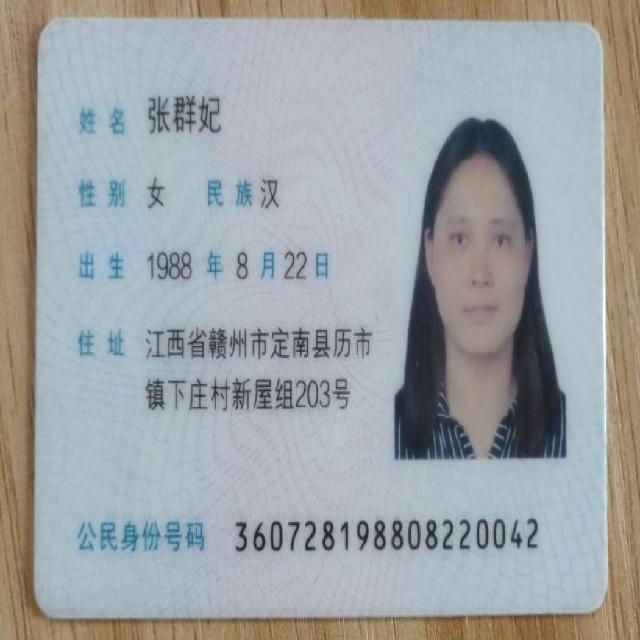 姓名 张群妃
性别 女 民族 汉
出生 1988 年 8 月 22 日
住址 江西省赣州市定南县历市
镇下庄村新屋组203号
公民身份号码 360728198808220042